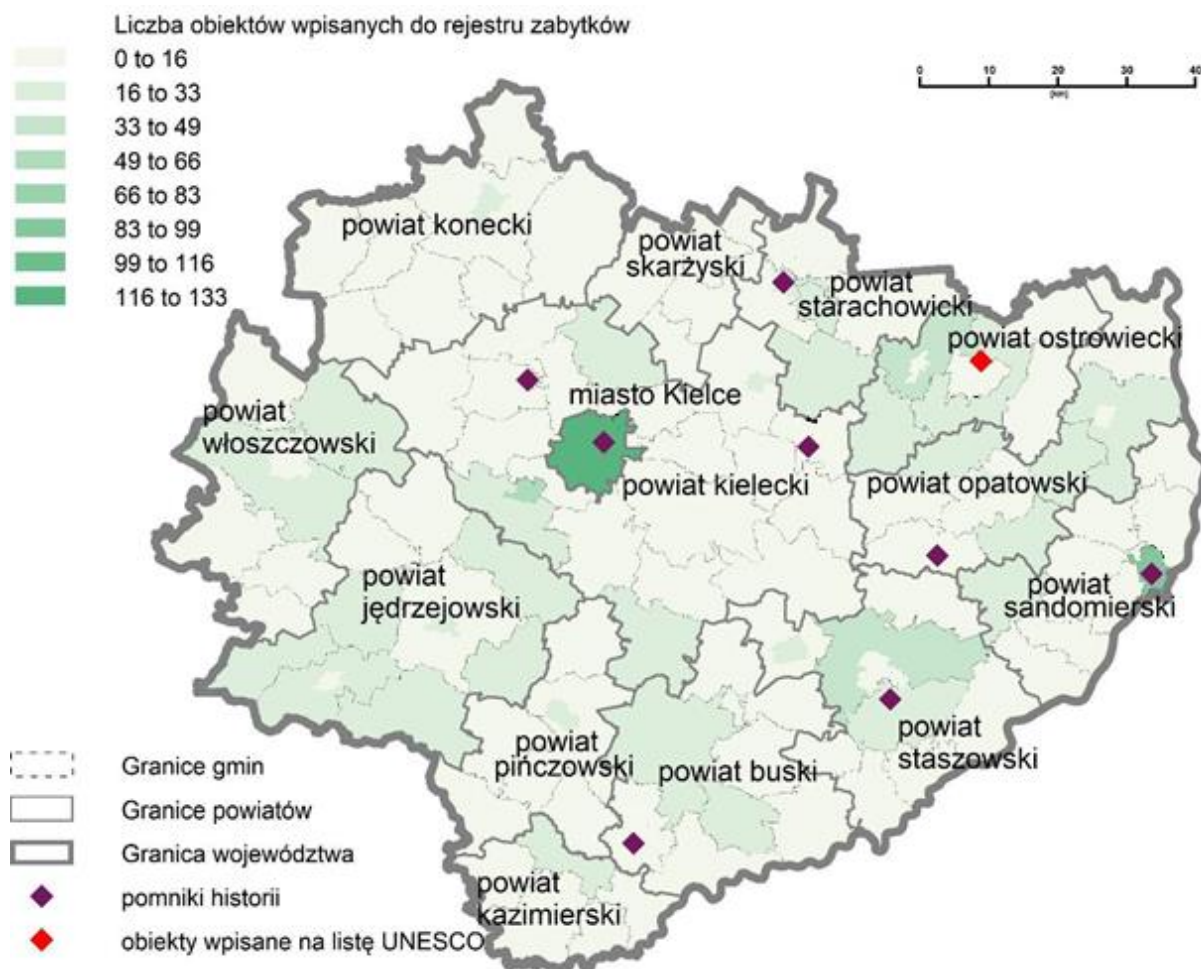 Liczba obiektów wpisanych do rejestru zabytków
0 to 16
16 to 33
33 to 49
49 to 66
66 to 83
83 to 99
99 to 116
116 to 133
0 10 20 30 40
[km]
powiat konecki
powiat
skarżyski
powiat
starachowicki
powiat ostrowiecki
miasto Kielce
powiat
włoszczowski
powiat kielecki
powiat opatowski
powiat
jędrzejowski
powiat
sandomierski
powiat
pińczowski
powiat buski
powiat
staszowski
powiat
kazimierski
Granice gmin
Granice powiatów
Granica województwa
pomniki historii
obiekty wpisane na listę UNESCO